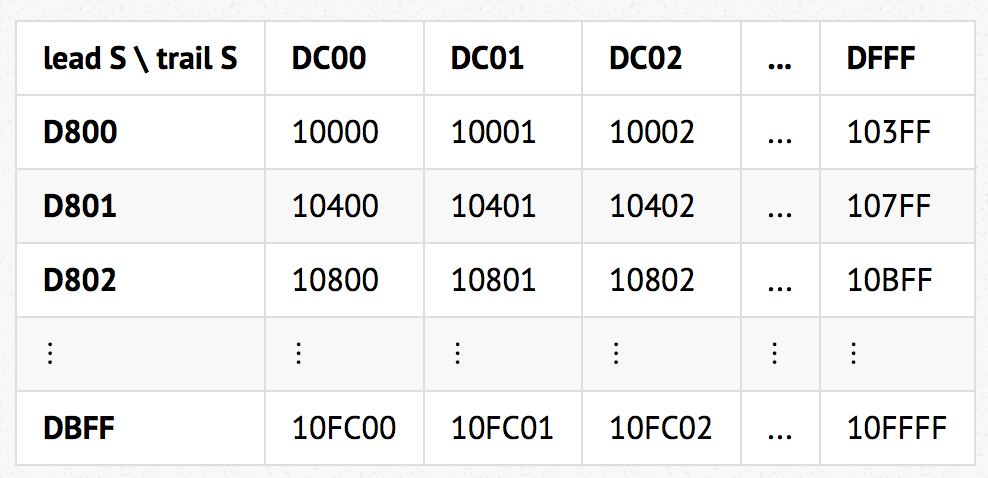 lead S \ trail S DC00 DC01 DC02 ... DFFF
D800 10000 10001 10002 ... 103FF
D801 10400 10401 10402 ... 107FF
D802 10800 10801 10802 ... 10BFF
⋮ ⋮ ⋮ ⋮ ⋮ ⋮
DBFF 10FC00 10FC01 10FC02 ... 10FFFF